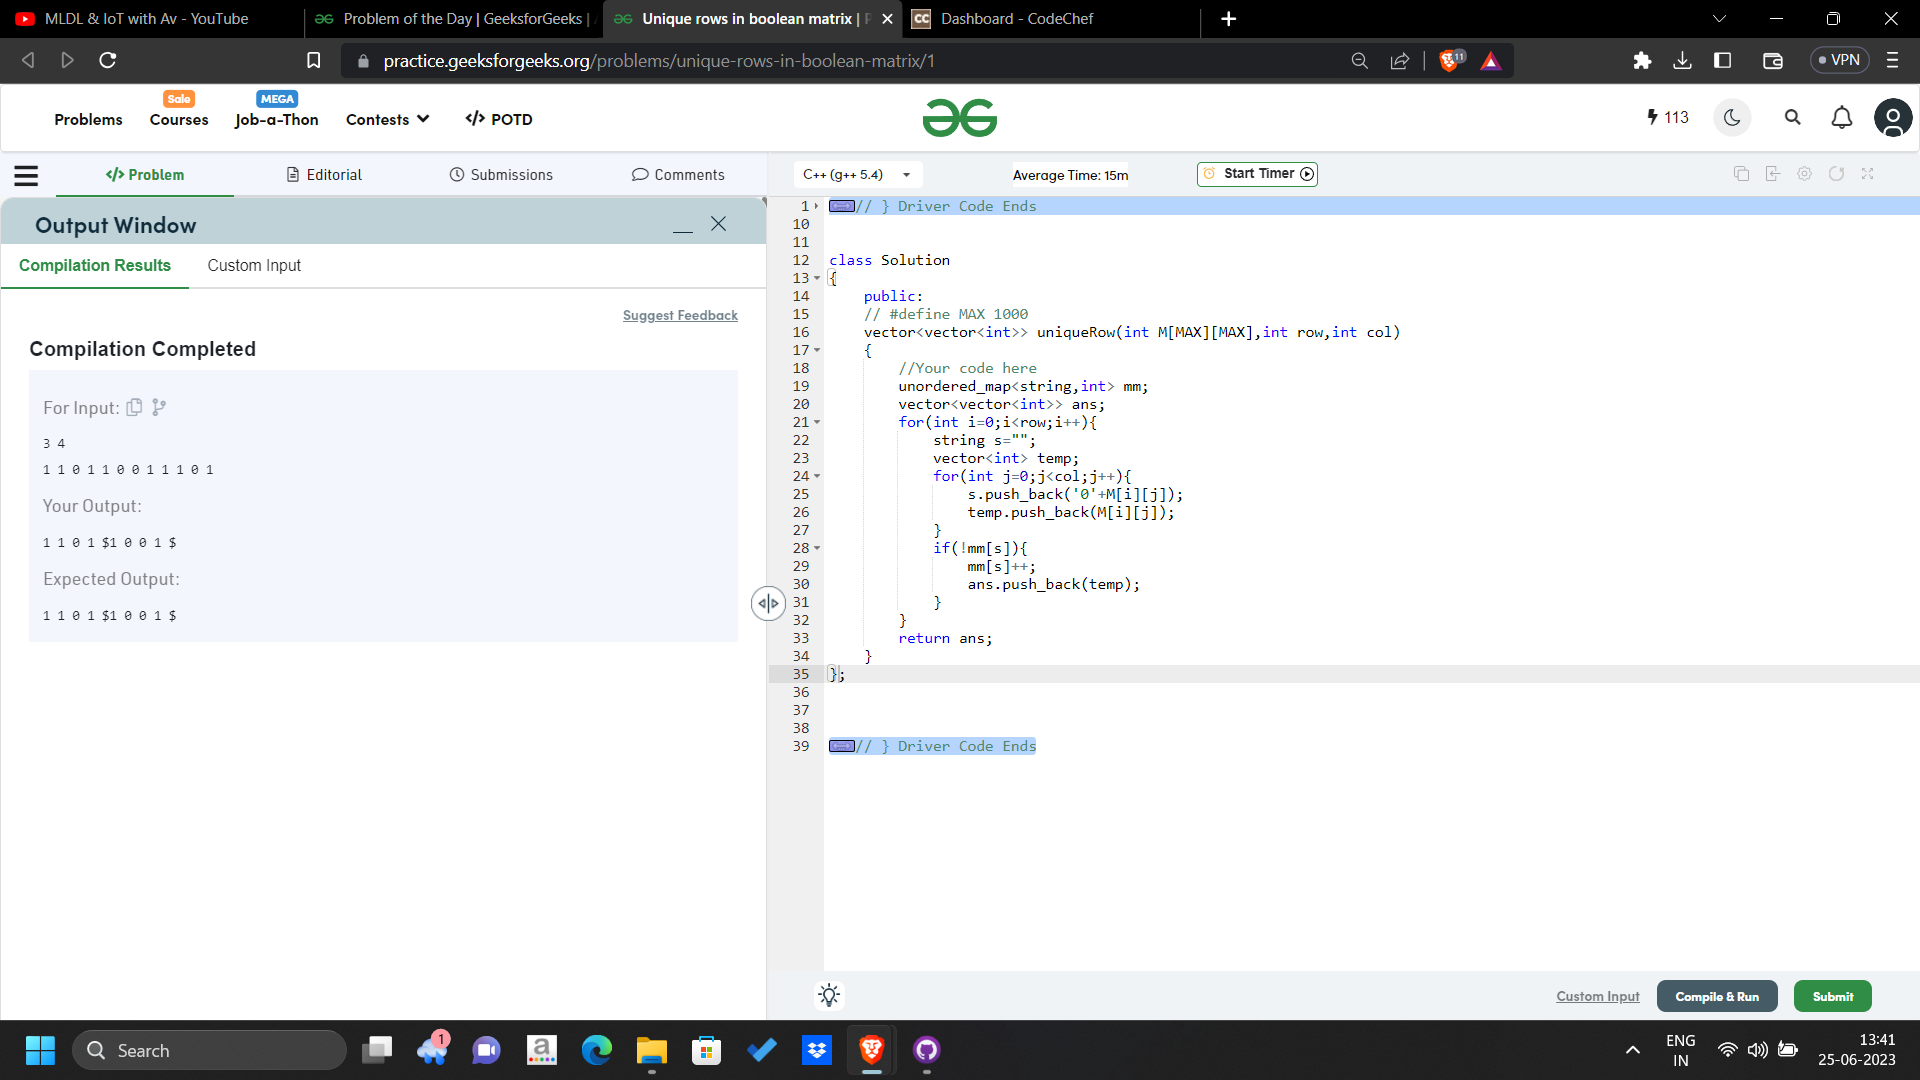 MLDL & IoT with Av - YouTube
Problem of the Day | GeeksforGeeks |
Unique rows in boolean matrix |
CC Dashboard - CodeChef
practice.geeksforgeeks.org/problems/unique-rows-in-boolean-matrix/1
11
VPN
Sale
MEGA
Problems
Courses
Job-a-Thon
Contests
</> POTD
113
</> Problem
Editorial
Submissions
Comments
C++ (g++ 5.4)
Average Time: 15m
Start Timer
Output Window
Compilation Results
Custom Input
Suggest Feedback
Compilation Completed
For Input:
3 4
1 1 0 1 1 0 0 1 1 1 0 1
Your Output:
1 1 0 1 $1 0 0 1 $
Expected Output:
1 1 0 1 $1 0 0 1 $
1 // } Driver Code Ends
10
11
12 class Solution
13 {
14 public:
15 // #define MAX 1000
16 vector<vector<int>> uniqueRow(int M[MAX][MAX],int row,int col)
17 {
18 //Your code here
19 unordered_map<string,int> mm;
20 vector<vector<int>> ans;
21 for(int i=0;i<row;i++){
22 string s="";
23 vector<int> temp;
24 for(int j=0;j<col;j++){
25 s.push_back('0'+M[i][j]);
26 temp.push_back(M[i][j]);
27 }
28 if(!mm[s]){
29 mm[s]++;
30 ans.push_back(temp);
31 }
32 }
33 return ans;
34 }
35 };
36
37
38
39 // } Driver Code Ends
Custom Input
Compile & Run
Submit
Search
1
a
ENG
IN
13:41
25-06-2023